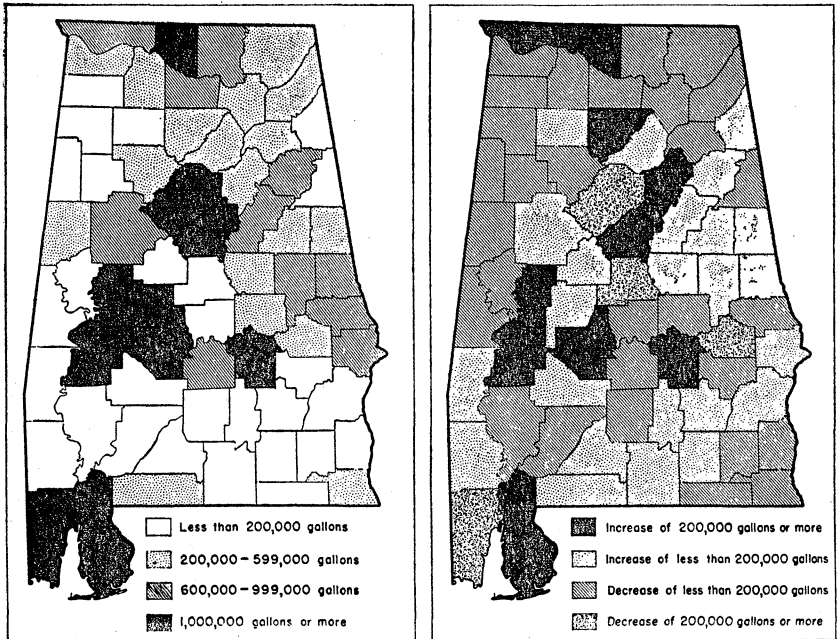 Less than 200,000 gallons
200,000 – 599,000 gallons
600,000 – 999,000 gallons
1,000,000 gallons or more
Increase of 200,000 gallons or more
Increase of less than 200,000 gallons
Decrease of less than 200,000 gallons
Decrease of 200,000 gallons or more